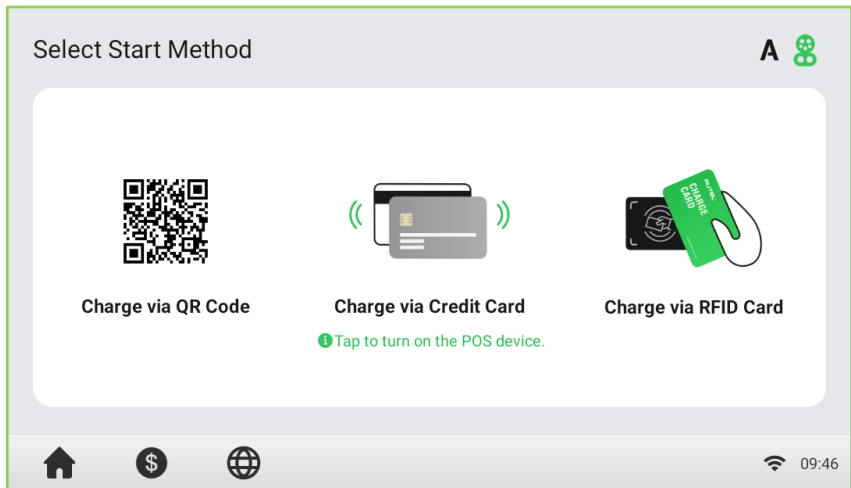 Select Start Method
A
AUTEL
CHARGE
CARD
Charge via QR Code
Charge via Credit Card
Charge via RFID Card
Tap to turn on the POS device.
$
09:46